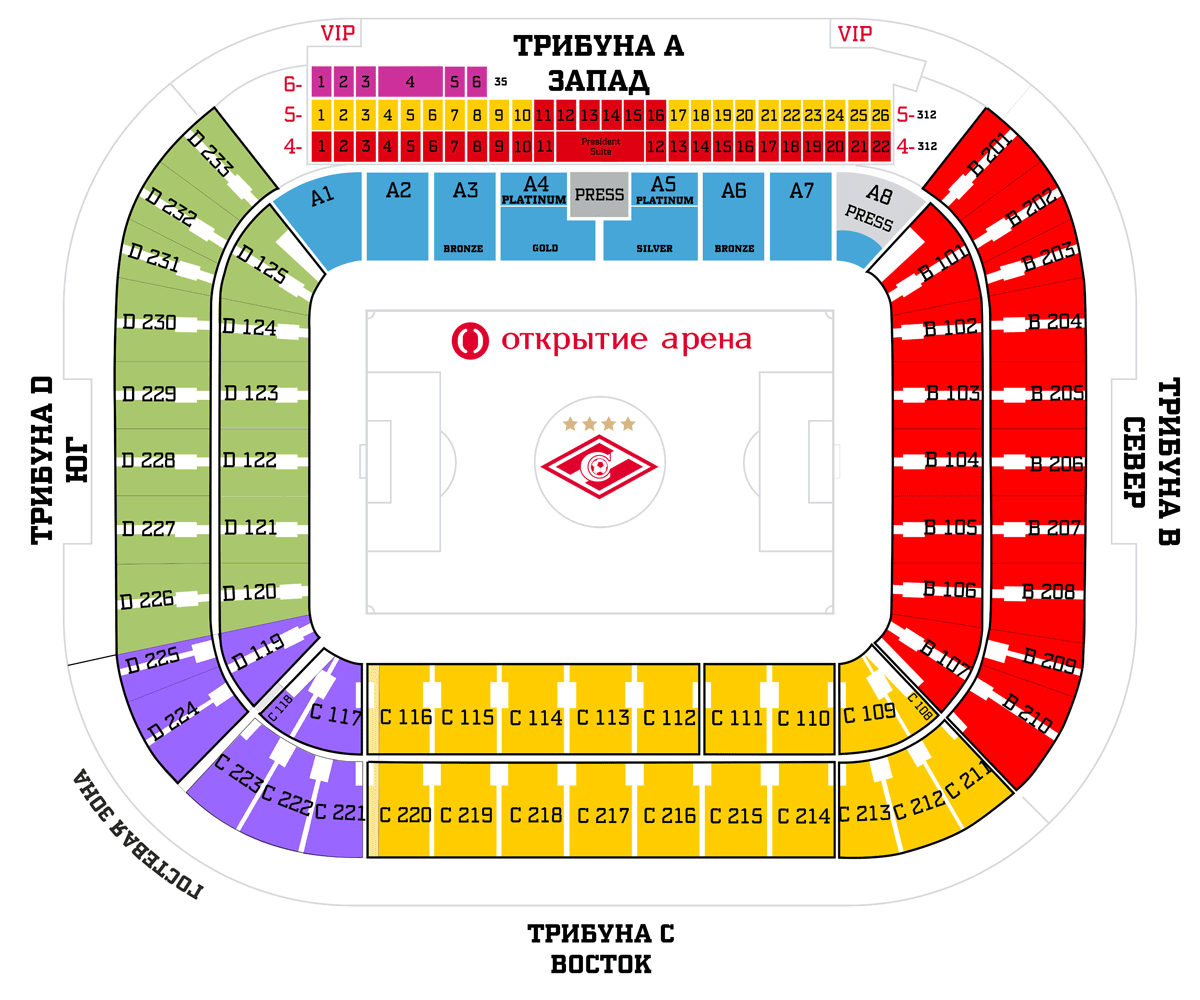 VIP
VIP
ТРИБУНА А
ЗАПАД
6- 1 2 3 4 5 6 35
5- 1 2 3 4 5 6 7 8 9 10 11 12 13 14 15 16 17 18 19 20 21 22 23 24 25 26 5- 312
4- 1 2 3 4 5 6 7 8 9 10 11 President Suite 12 13 14 15 16 17 18 19 20 21 22 4- 312
A1
A2
A3
BRONZE
A4
PLATINUM
GOLD
PRESS
A5
PLATINUM
SILVER
A6
BRONZE
A7
A8
PRESS
D 233
D 232
D 231
D 230
D 229
D 228
D 227
D 226
D 225
D 224
D 125
D 124
D 123
D 122
D 121
D 120
D 119
открытие арена
B 101
B 102
B 103
B 104
B 105
B 106
B 107
B 201
B 202
B 203
B 204
B 205
B 206
B 207
B 208
B 209
B 210
ТРИБУНА D
ЮГ
ТРИБУНА B
СЕВЕР
C 118
C 117
C 116
C 115
C 114
C 113
C 112
C 111
C 110
C 109
C 108
C 223
C 222
C 221
C 220
C 219
C 218
C 217
C 216
C 215
C 214
C 213
C 212
C 211
ГОСТЕВАЯ ЗОНА
ТРИБУНА С
ВОСТОК